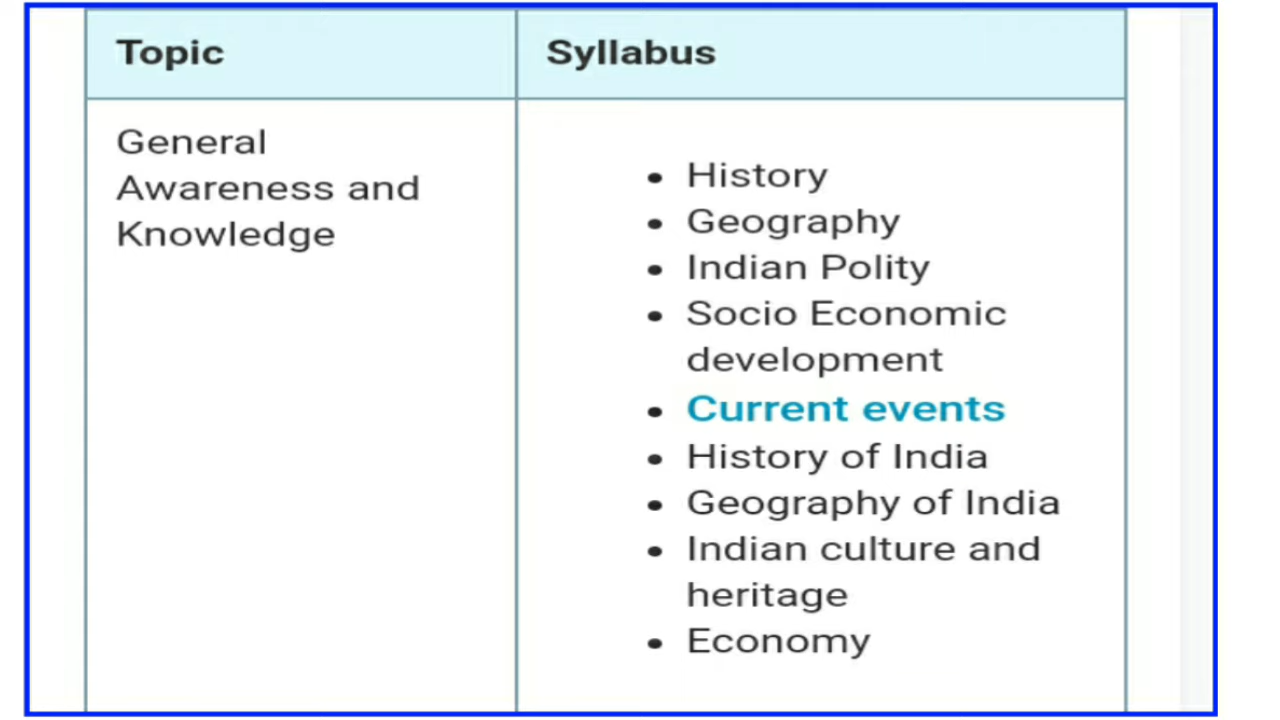 Topic
Syllabus
General
Awareness and
Knowledge
• History
• Geography
• Indian Polity
• Socio Economic
development
• Current events
• History of India
• Geography of India
• Indian culture and
heritage
• Economy